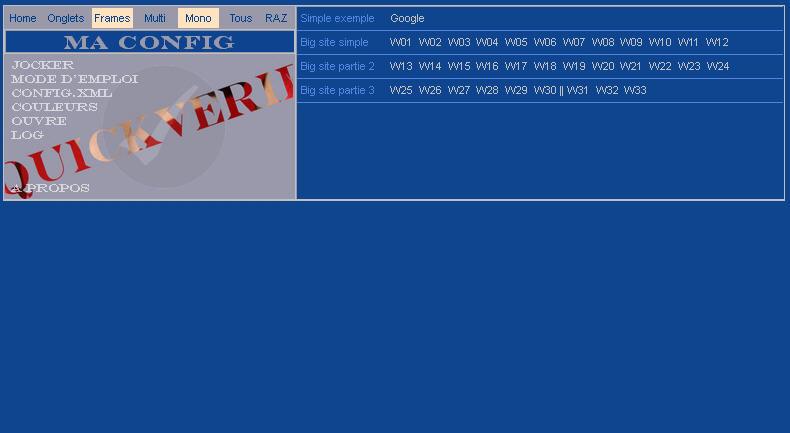 Home Onglets Frames Multi Mono Tous RAZ
MA CONFIG
JOCKER
MODE D'EMPLOI
CONFIG.XML
COULEURS
OUVRE
LOG
QUICKVERIF
A PROPOS
Simple exemple Google
Big site simple W01 W02 W03 W04 W05 W06 W07 W08 W09 W10 W11 W12
Big site partie 2 W13 W14 W15 W16 W17 W18 W19 W20 W21 W22 W23 W24
Big site partie 3 W25 W26 W27 W28 W29 W30 || W31 W32 W33